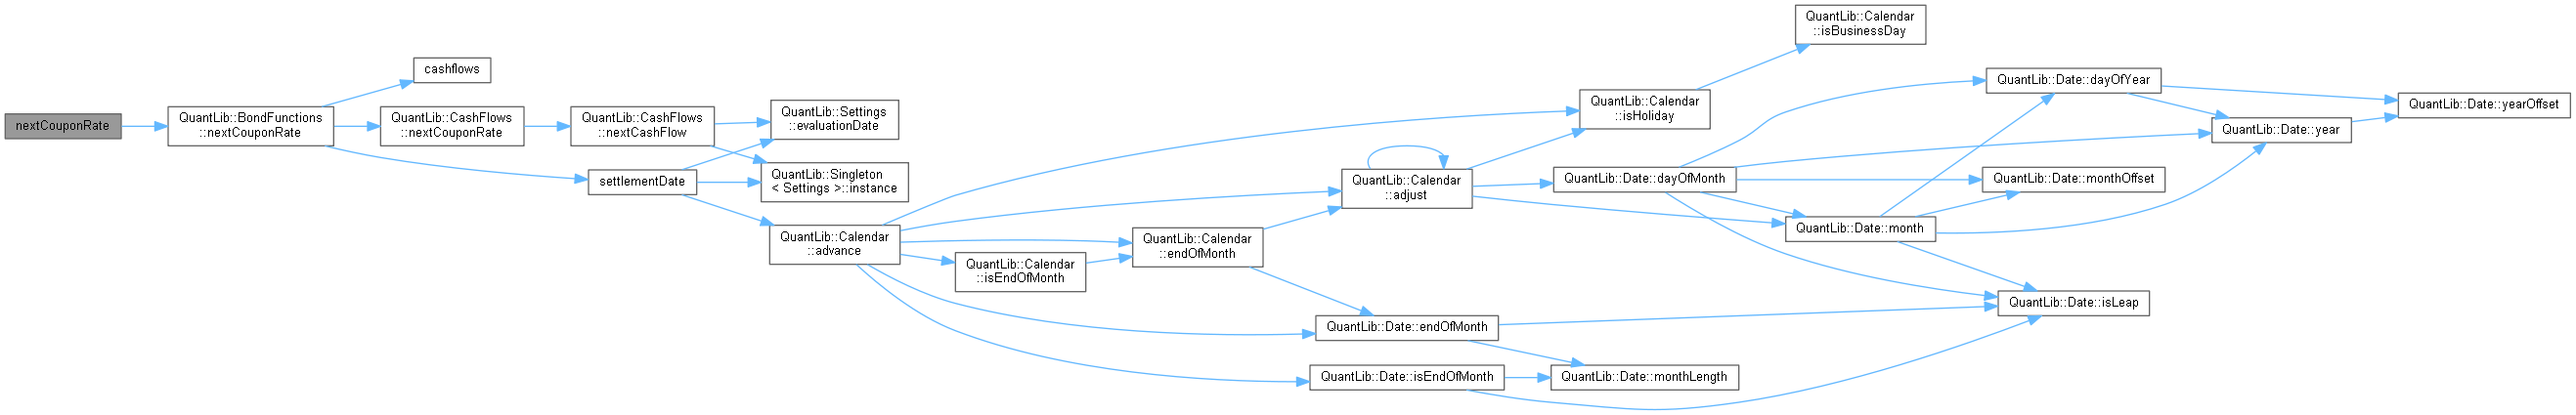 nextCouponRate
QuantLib::BondFunctions
::nextCouponRate
cashflows
QuantLib::CashFlows
::nextCouponRate
QuantLib::CashFlows
::nextCashFlow
settlementDate
QuantLib::Settings
::evaluationDate
QuantLib::Singleton
< Settings >::instance
QuantLib::Calendar
::advance
QuantLib::Calendar
::isEndOfMonth
QuantLib::Calendar
::endOfMonth
QuantLib::Calendar
::adjust
QuantLib::Date::endOfMonth
QuantLib::Date::isEndOfMonth
QuantLib::Calendar
::isHoliday
QuantLib::Date::dayOfMonth
QuantLib::Date::monthLength
QuantLib::Calendar
::isBusinessDay
QuantLib::Date::month
QuantLib::Date::dayOfYear
QuantLib::Date::monthOffset
QuantLib::Date::isLeap
QuantLib::Date::year
QuantLib::Date::yearOffset